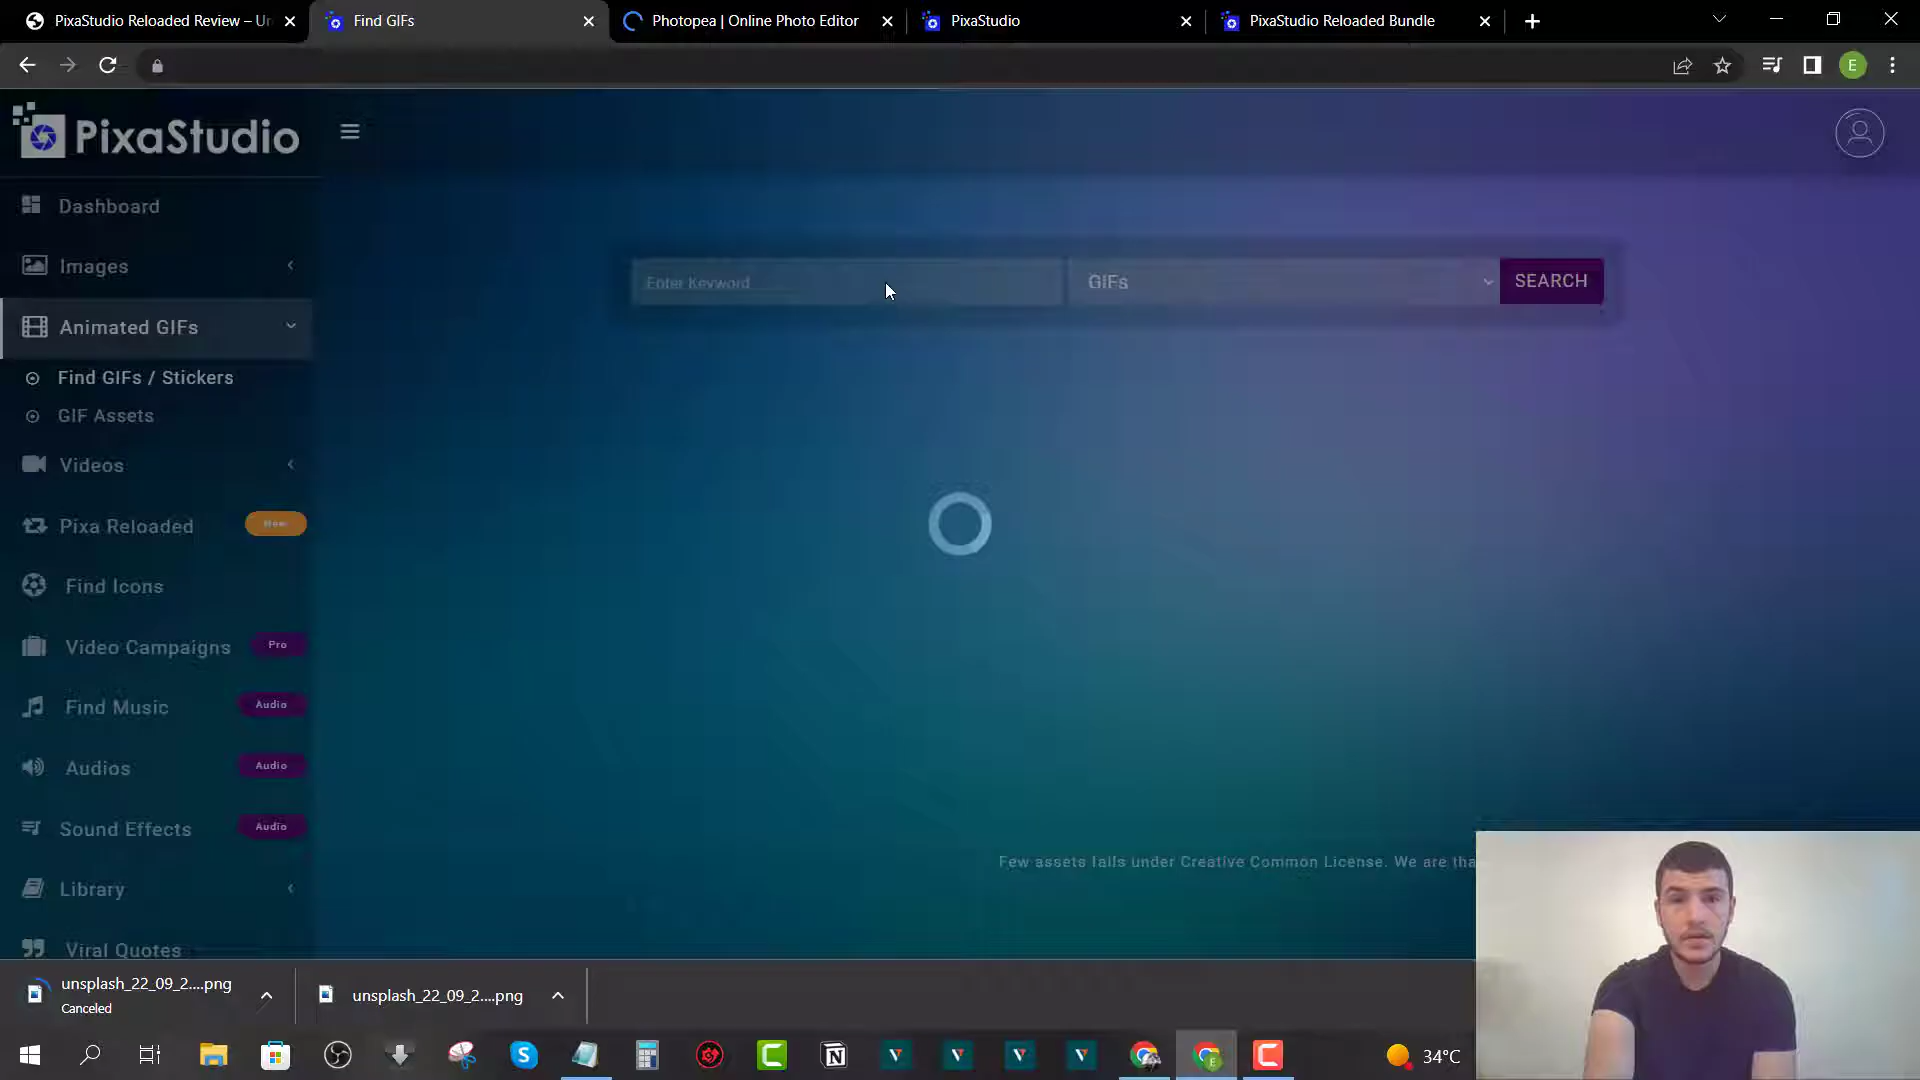 PixaStudio Reloaded Review – Un
Find GIFs
Photopea | Online Photo Editor
PixaStudio
PixaStudio Reloaded Bundle
E
PixaStudio
Dashboard
Images
Animated GIFs
Find GIFs / Stickers
GIF Assets
Videos
Pixa Reloaded
New
Find Icons
Video Campaigns
Pro
Find Music
Audio
Audios
Audio
Sound Effects
Audio
Library
Viral Quotes
Enter Keyword
GIFs
SEARCH
Few assets falls under Creative Common License. We are tha
unsplash_22_09_2....png
Canceled
unsplash_22_09_2....png
34°C